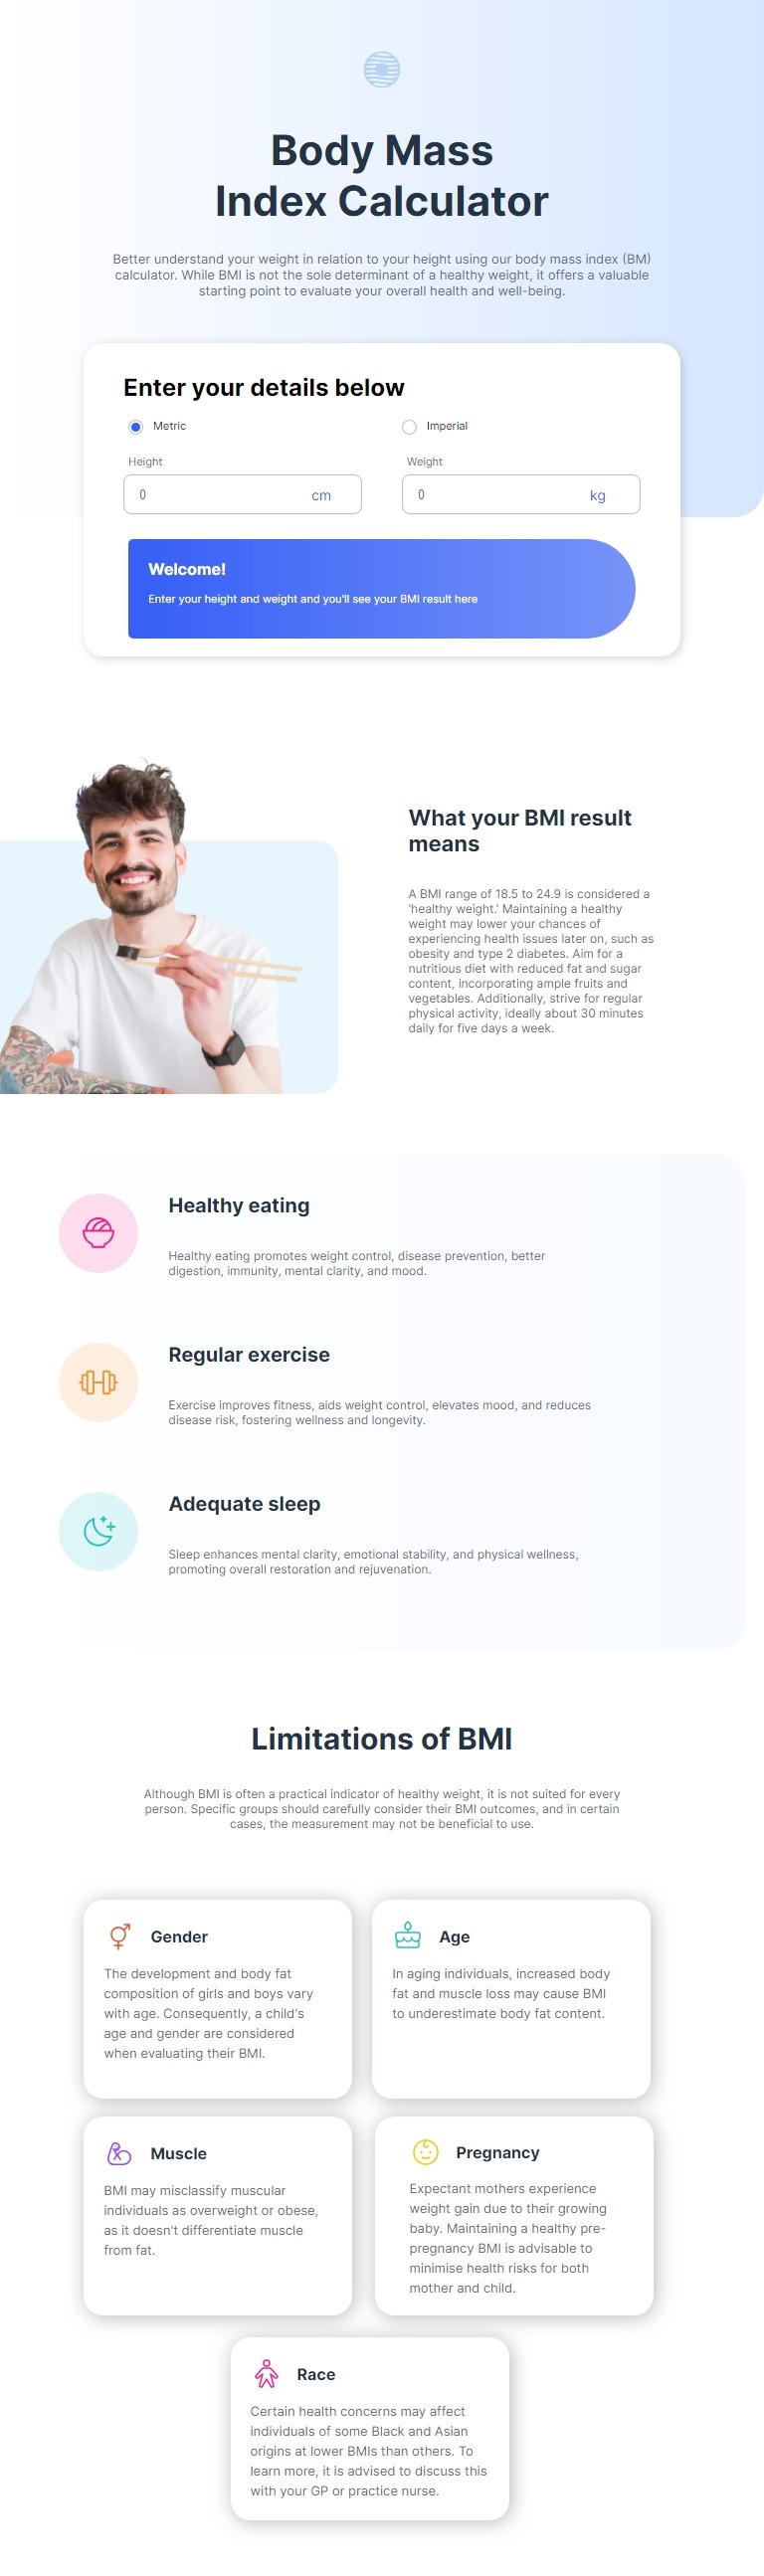 Body Mass
Index Calculator
Better understand your weight in relation to your height using our body mass index (BM)
calculator. While BMI is not the sole determinant of a healthy weight, it offers a valuable
starting point to evaluate your overall health and well-being.
Enter your details below
Metric
Imperial
Height
Weight
0 cm
0 kg
Welcome!
Enter your height and weight and you'll see your BMI result here
What your BMI result
means
A BMI range of 18.5 to 24.9 is considered a
'healthy weight.' Maintaining a healthy
weight may lower your chances of
experiencing health issues later on, such as
obesity and type 2 diabetes. Aim for a
nutritious diet with reduced fat and sugar
content, incorporating ample fruits and
vegetables. Additionally, strive for regular
physical activity, ideally about 30 minutes
daily for five days a week.
Healthy eating
Healthy eating promotes weight control, disease prevention, better
digestion, immunity, mental clarity, and mood.
Regular exercise
Exercise improves fitness, aids weight control, elevates mood, and reduces
disease risk, fostering wellness and longevity.
Adequate sleep
Sleep enhances mental clarity, emotional stability, and physical wellness,
promoting overall restoration and rejuvenation.
Limitations of BMI
Although BMI is often a practical indicator of healthy weight, it is not suited for every
person. Specific groups should carefully consider their BMI outcomes, and in certain
cases, the measurement may not be beneficial to use.
Gender
The development and body fat
composition of girls and boys vary
with age. Consequently, a child's
age and gender are considered
when evaluating their BMI.
Age
In aging individuals, increased body
fat and muscle loss may cause BMI
to underestimate body fat content.
Muscle
BMI may misclassify muscular
individuals as overweight or obese,
as it doesn't differentiate muscle
from fat.
Pregnancy
Expectant mothers experience
weight gain due to their growing
baby. Maintaining a healthy pre-
pregnancy BMI is advisable to
minimise health risks for both
mother and child.
Race
Certain health concerns may affect
individuals of some Black and Asian
origins at lower BMIs than others. To
learn more, it is advised to discuss this
with your GP or practice nurse.